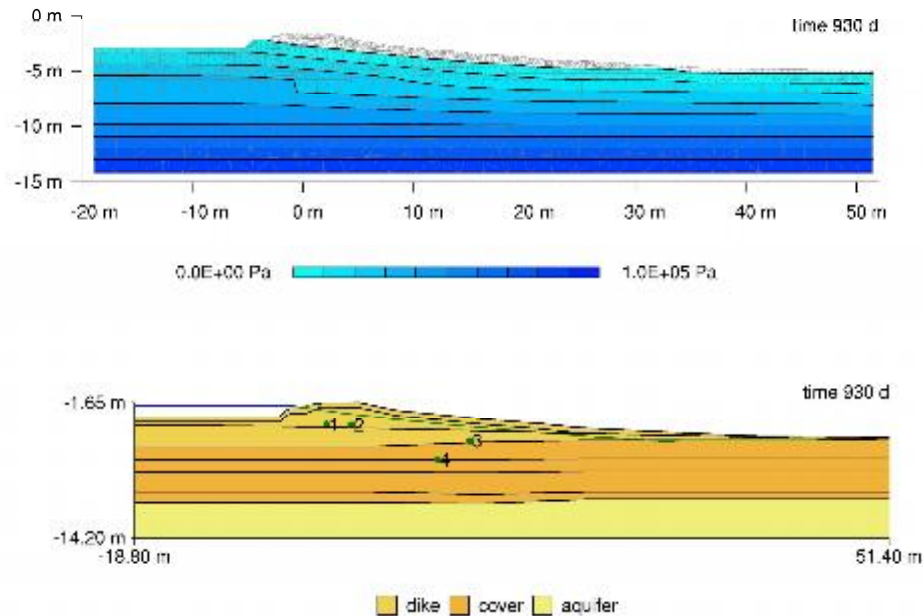 0 m
time 930 d
-5 m
-10 m
-15 m
-20 m -10 m 0 m 10 m 20 m 30 m 40 m 50 m
0.0E+00 Pa 1.0E+05 Pa
time 930 d
-1.65 m
1 2
3
4
-14.20 m
-18.80 m 51.40 m
dike cover aquifer